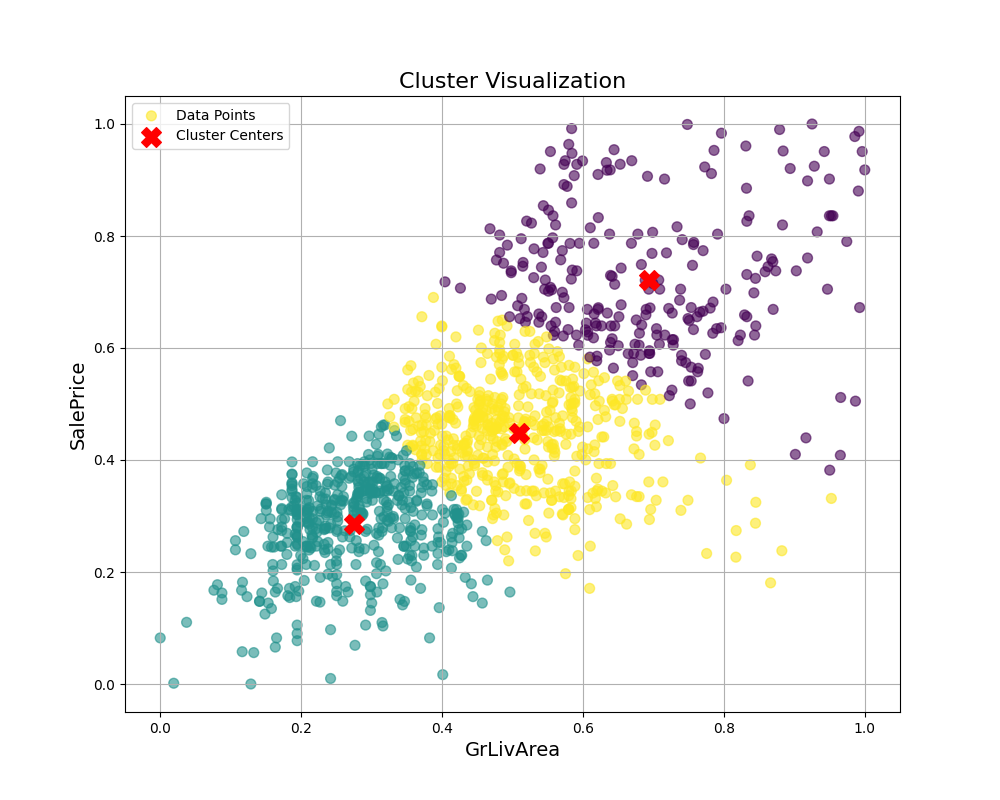 Cluster Visualization
Data Points
Cluster Centers
1.0
0.8
0.6
0.4
0.2
0.0
SalePrice
0.0 0.2 0.4 0.6 0.8 1.0
GrLivArea